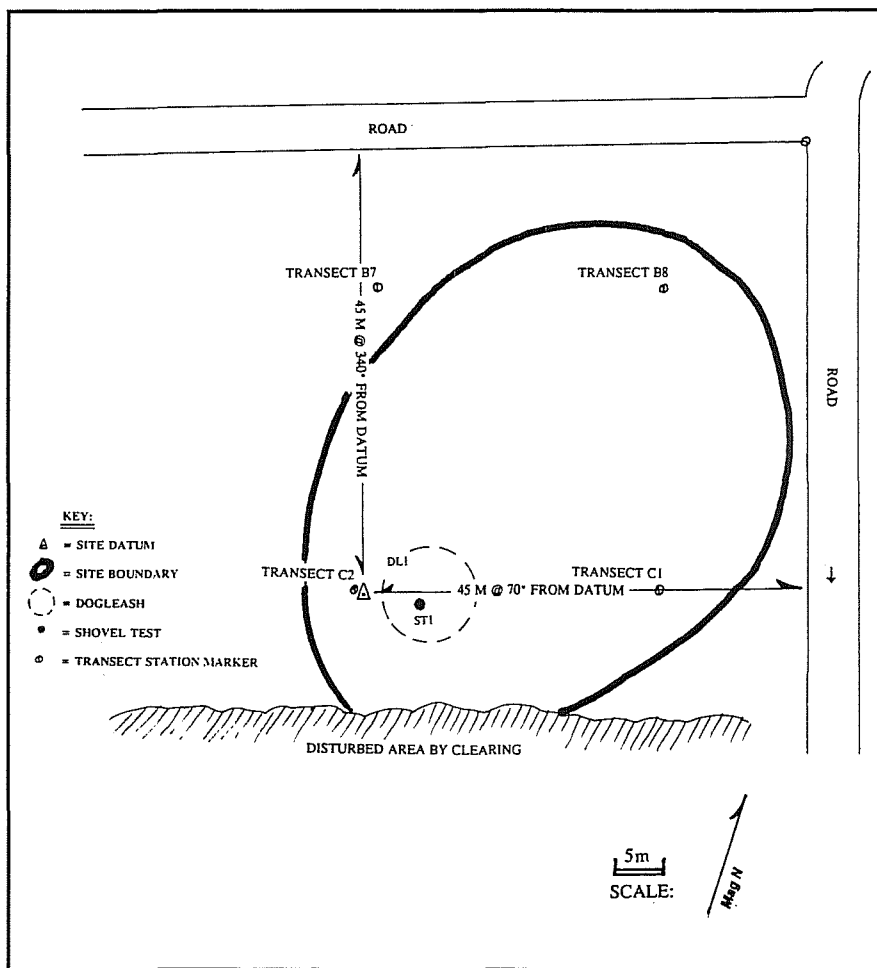 ROAD
TRANSECT B7
TRANSECT B8
45 M @ 340° FROM DATUM
ROAD
KEY:
= SITE DATUM
= SITE BOUNDARY
= DOGLEASH
= SHOVEL TEST
= TRANSECT STATION MARKER
DL1
TRANSECT C2
TRANSECT C1
45 M @ 70° FROM DATUM
ST1
DISTURBED AREA BY CLEARING
5m
SCALE:
Mag N